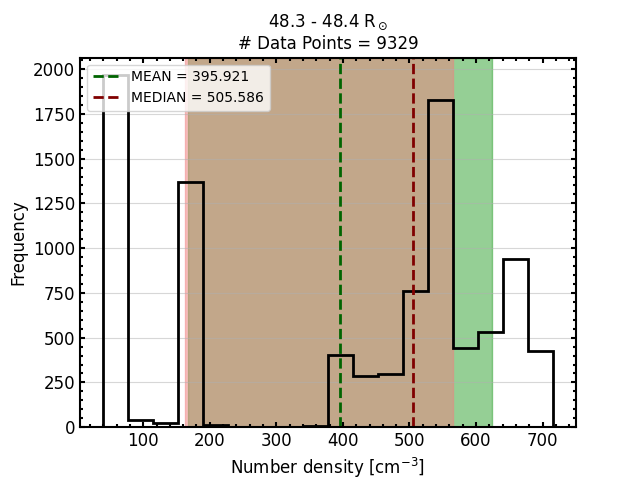 48.3 - 48.4 R⊙
# Data Points = 9329
MEAN = 395.921
MEDIAN = 505.586
Frequency
2000
1750
1500
1250
1000
750
500
250
0
100 200 300 400 500 600 700
Number density [cm⁻³]